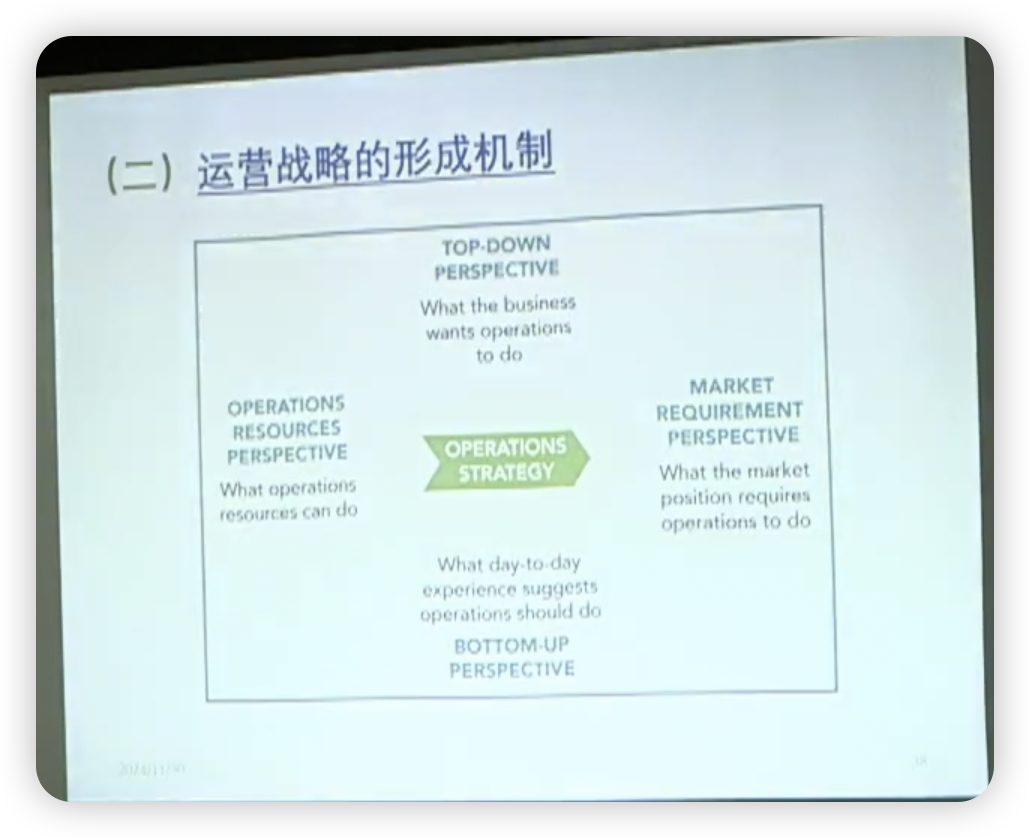 （二）运营战略的形成机制
TOP-DOWN
PERSPECTIVE
What the business
wants operations
to do
OPERATIONS
RESOURCES
PERSPECTIVE
What operations
resources can do
OPERATIONS
STRATEGY
MARKET
REQUIREMENT
PERSPECTIVE
What the market
position requires
operations to do
What day-to-day
experience suggests
operations should do
BOTTOM-UP
PERSPECTIVE